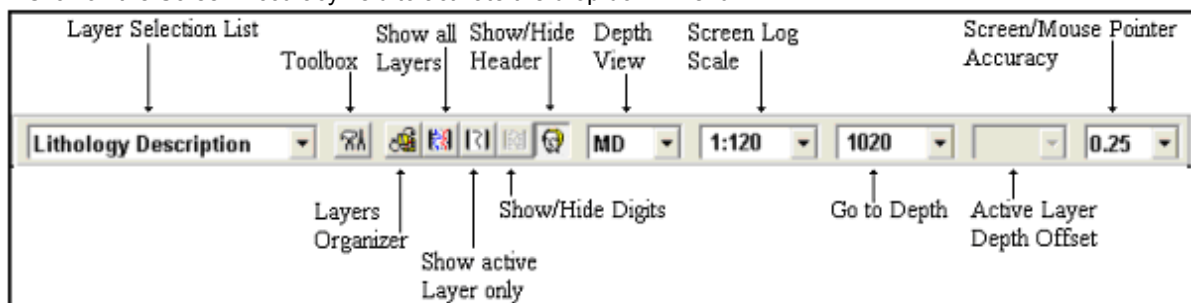 Layer Selection List
Toolbox
Show all
Layers
Show/Hide
Header
Depth
View
Screen Log
Scale
Screen/Mouse Pointer
Accuracy
Lithology Description
MD
1:120
1020
0.25
Layers
Organizer
Show active
Layer only
Show/Hide Digits
Go to Depth
Active Layer
Depth Offset